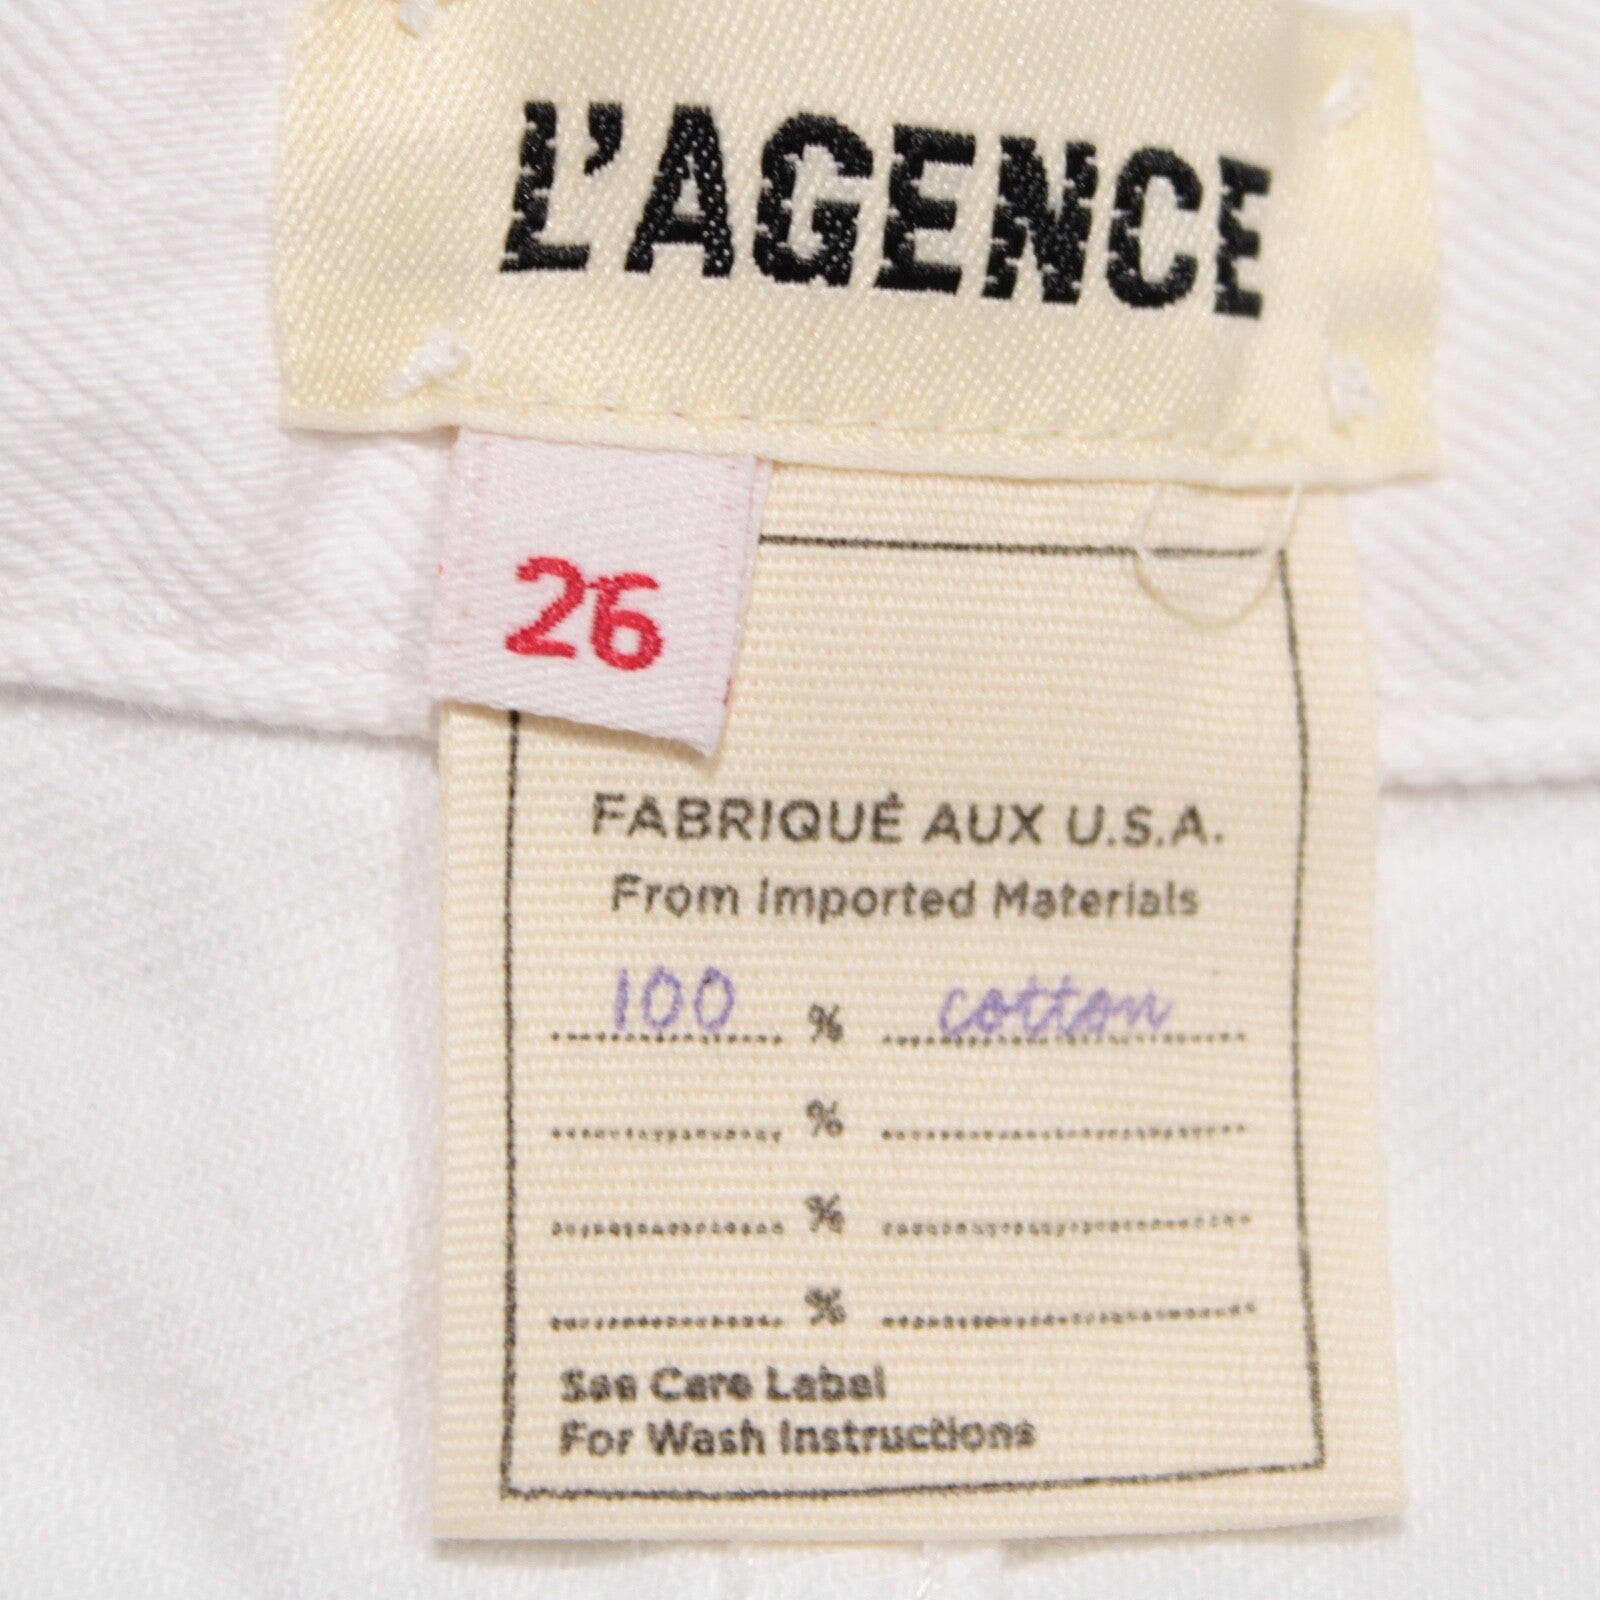 L'AGENCE
26
FABRIQUÉ AUX U.S.A.
From Imported Materials
100 % cotton
%
%
%
See Care Label
For Wash Instructions